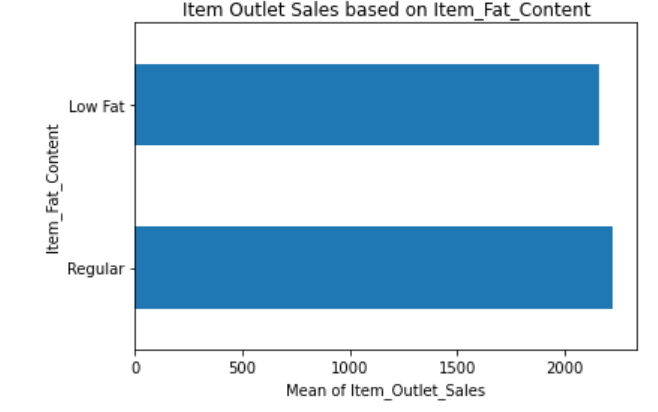 Item Outlet Sales based on Item_Fat_Content
Item_Fat_Content
Low Fat
Regular
0 500 1000 1500 2000
Mean of Item_Outlet_Sales